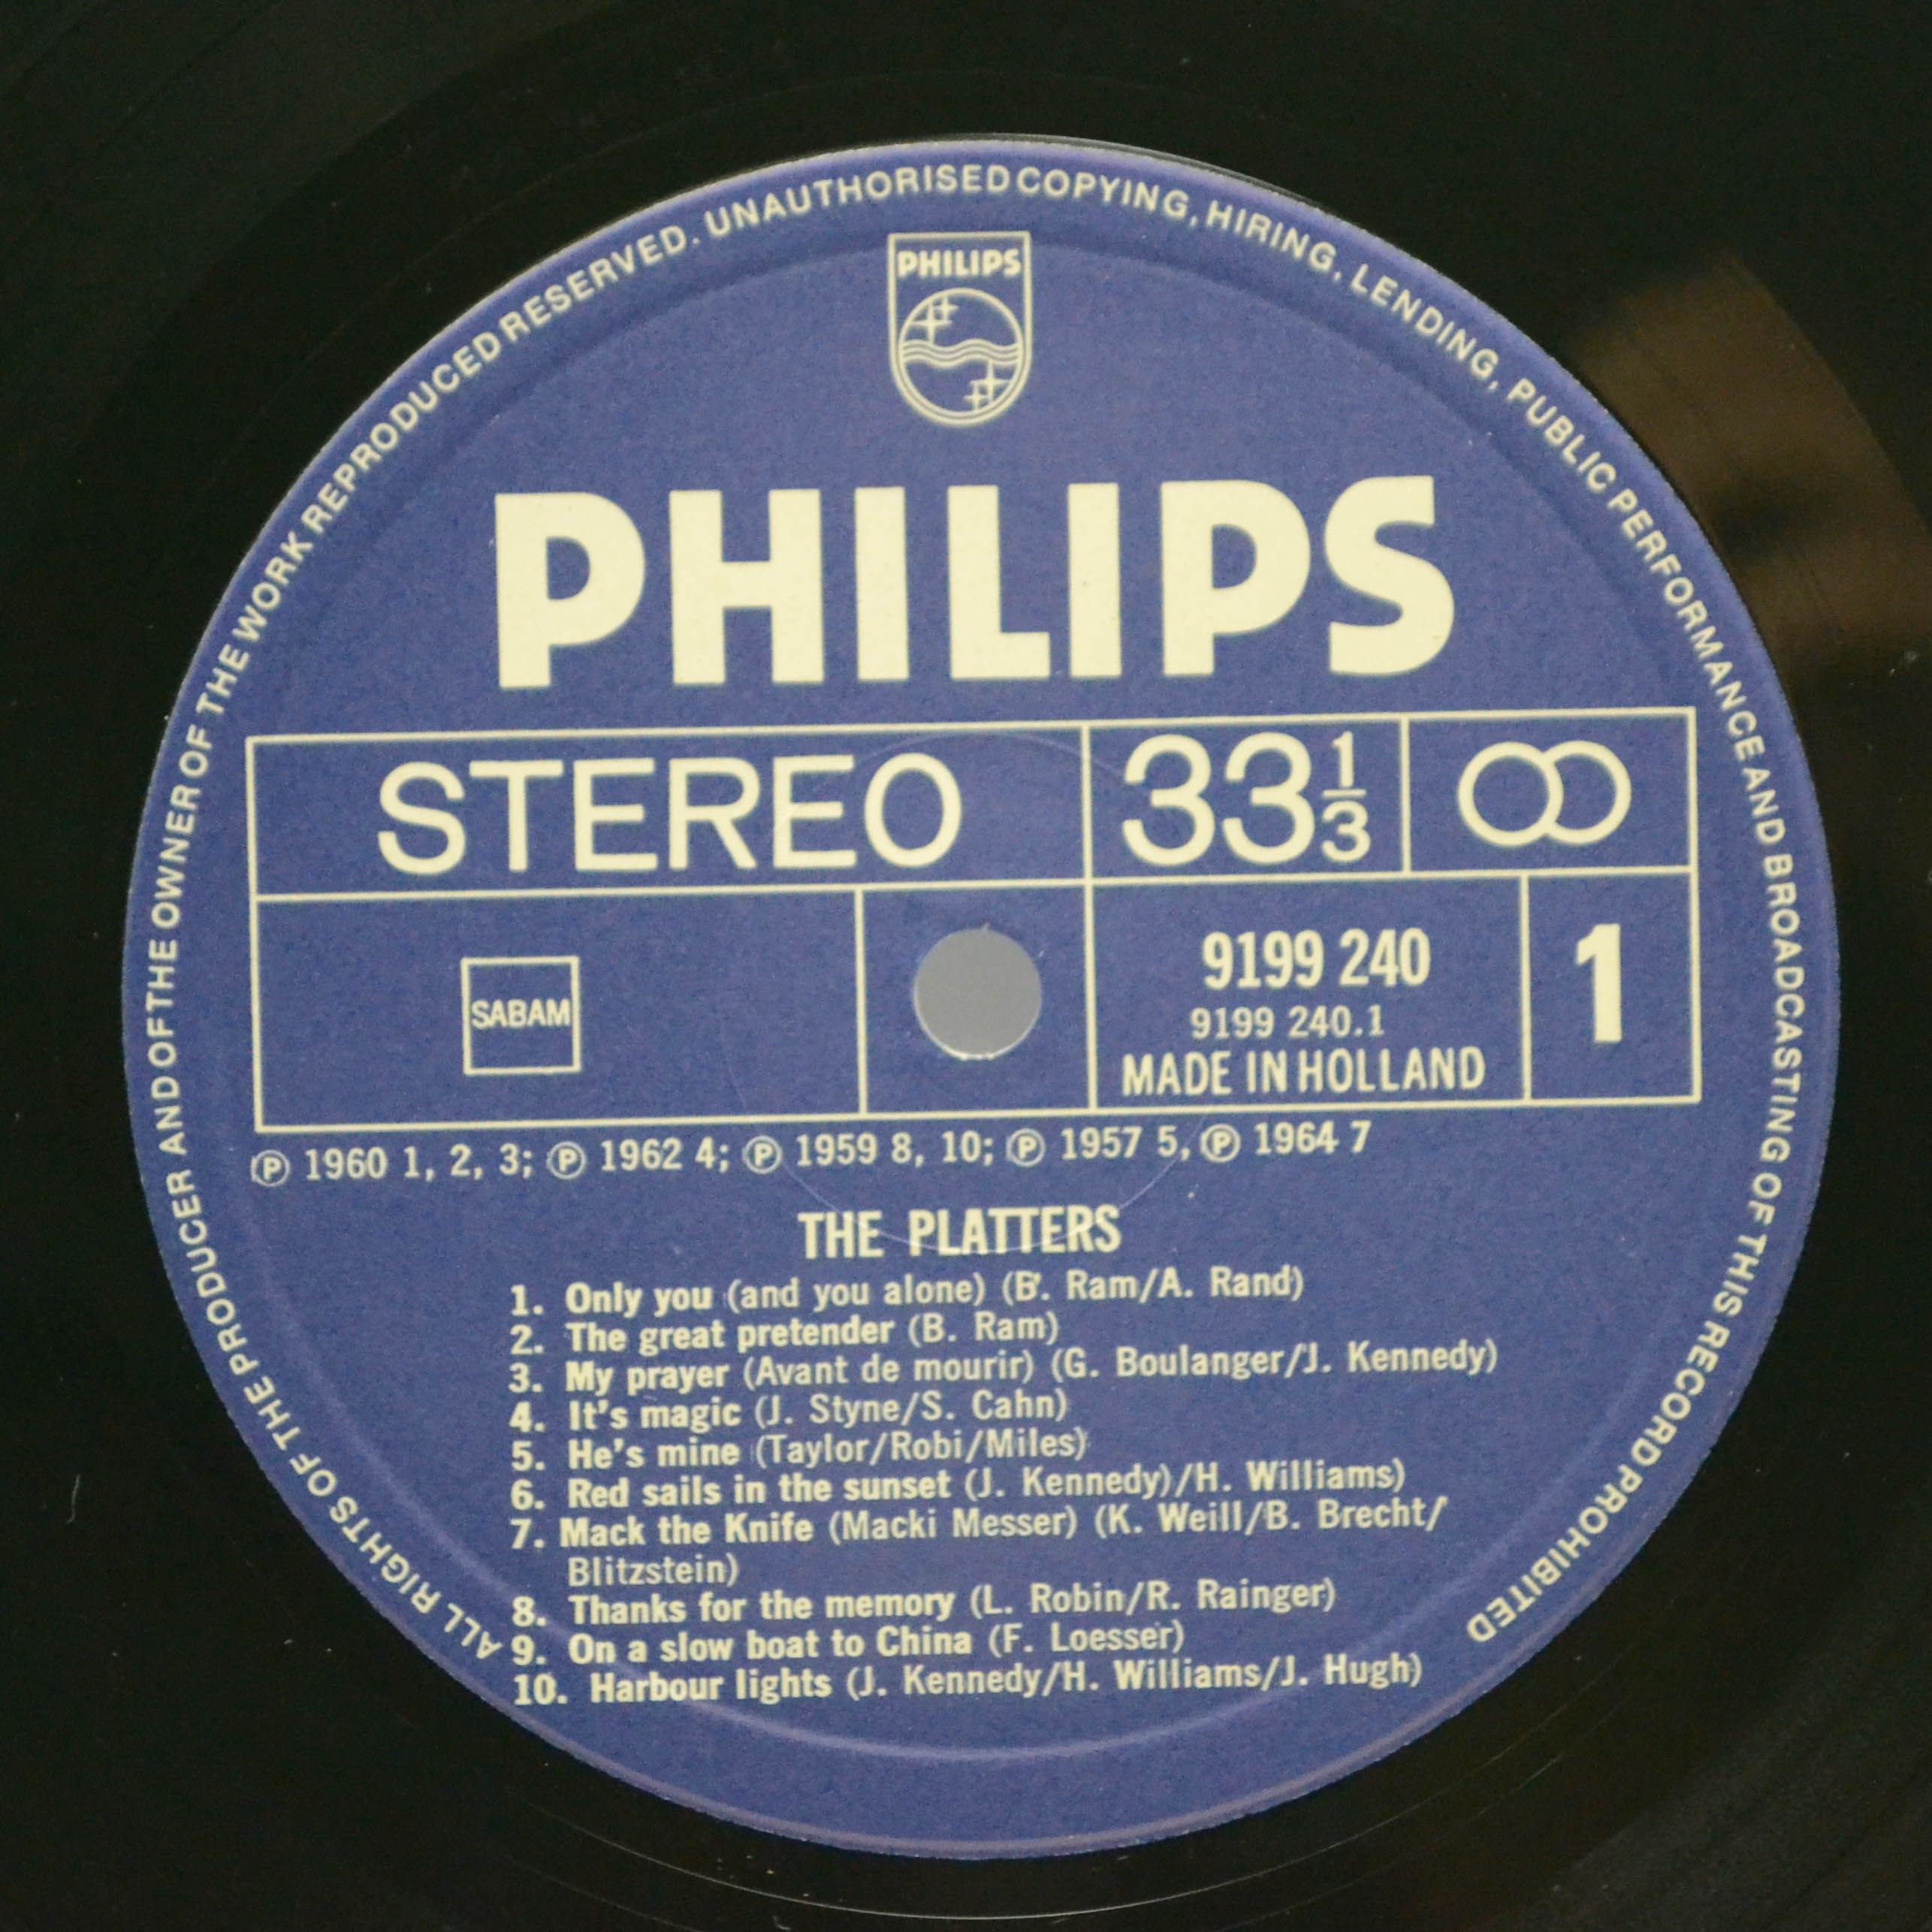 ALL RIGHTS OF THE PRODUCER AND OF THE OWNER OF THE WORK REPRODUCED RESERVED. UNAUTHORISED COPYING, HIRING, LENDING, PUBLIC PERFORMANCE AND BROADCASTING OF THIS RECORD PROHIBITED
PHILIPS
PHILIPS
STEREO 33 1/3
SABAM
9199 240
9199 240.1
MADE IN HOLLAND
1
Ⓟ 1960 1, 2, 3; Ⓟ 1962 4; Ⓟ 1959 8, 10; Ⓟ 1957 5, Ⓟ 1964 7
THE PLATTERS
1. Only you (and you alone) (B. Ram/A. Rand)
2. The great pretender (B. Ram)
3. My prayer (Avant de mourir) (G. Boulanger/J. Kennedy)
4. It's magic (J. Styne/S. Cahn)
5. He's mine (Taylor/Robi/Miles)
6. Red sails in the sunset (J. Kennedy)/H. Williams)
7. Mack the Knife (Macki Messer) (K. Weill/B. Brecht/
Blitzstein)
8. Thanks for the memory (L. Robin/R. Rainger)
9. On a slow boat to China (F. Loesser)
10. Harbour lights (J. Kennedy/H. Williams/J. Hugh)